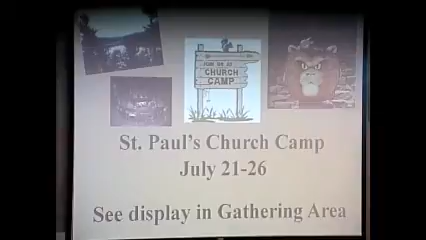 CHURCH
CAMP
St. Paul's Church Camp
July 21-26
See display in Gathering Area